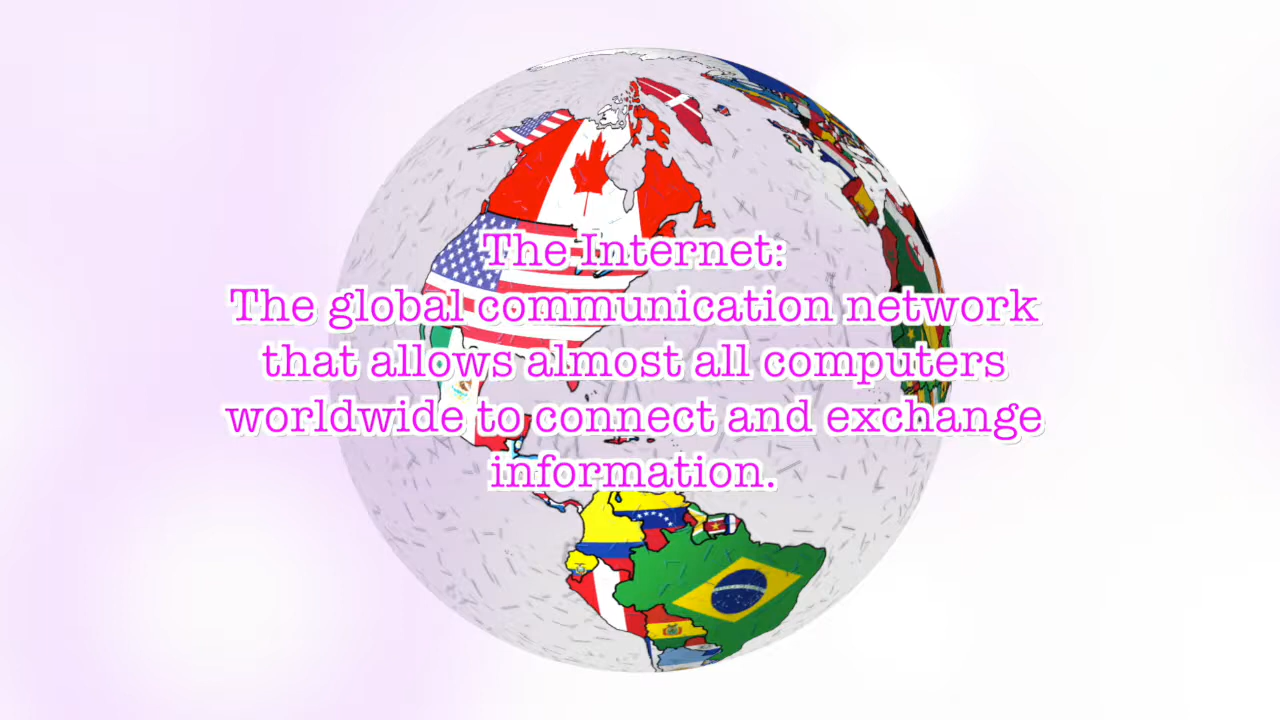 The Internet:
The global communication network
that allows almost all computers
worldwide to connect and exchange
information.